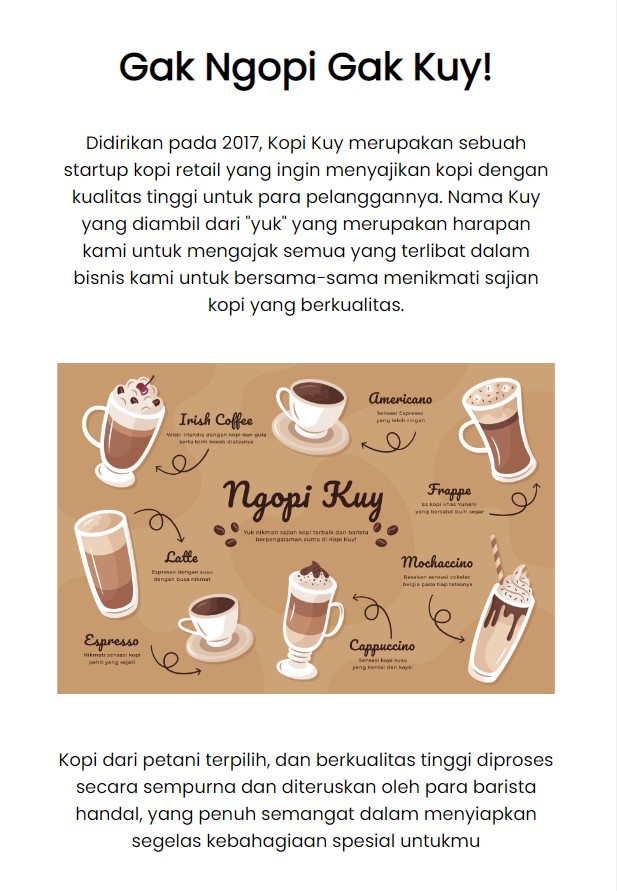 Gak Ngopi Gak Kuy!
Didirikan pada 2017, Kopi Kuy merupakan sebuah
startup kopi retail yang ingin menyajikan kopi dengan
kualitas tinggi untuk para pelanggannya. Nama Kuy
yang diambil dari "yuk" yang merupakan harapan
kami untuk mengajak semua yang terlibat dalam
bisnis kami untuk bersama-sama menikmati sajian
kopi yang berkualitas.
Irish Coffee
Wiski Irlandia dengan kopi dan gula
serta krim kocok diatasnya
Americano
Sensasi Espresso
yang lebih ringan
Frappe
Es kopi khas Yunani
yang berbalut buih segar
Ngopi Kuy
Yuk nikmati sajian kopi terbaik dari barista
berpengalaman cuma di Kopi Kuy!
Latte
Espresso dengan susu
dengan busa nikmat
Mochaccino
Rasakan sensasi cokelat
belgia pada tiap tetesnya
Espresso
Nikmati sensasi kopi
pahit yang sejati
Cappuccino
Sensasi kopi susu
yang kental dan kaya!
Kopi dari petani terpilih, dan berkualitas tinggi diproses
secara sempurna dan diteruskan oleh para barista
handal, yang penuh semangat dalam menyiapkan
segelas kebahagiaan spesial untukmu